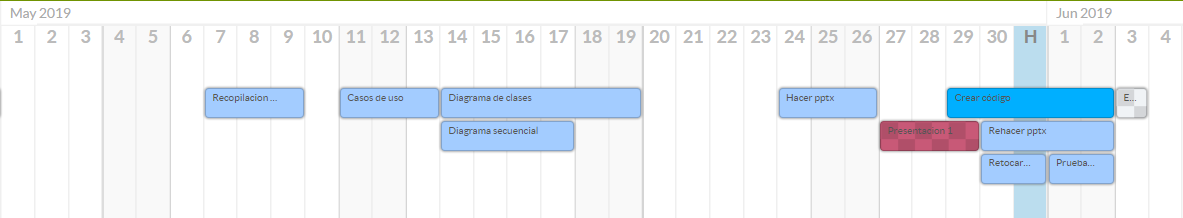 May 2019 Jun 2019
1 2 3 4 5 6 7 8 9 10 11 12 13 14 15 16 17 18 19 20 21 22 23 24 25 26 27 28 29 30 H 1 2 3 4
Recopilacion ... Casos de uso Diagrama de clases Hacer pptx Crear código E...
Diagrama secuencial Presentacion 1 Rehacer pptx
Retocar... Prueba...